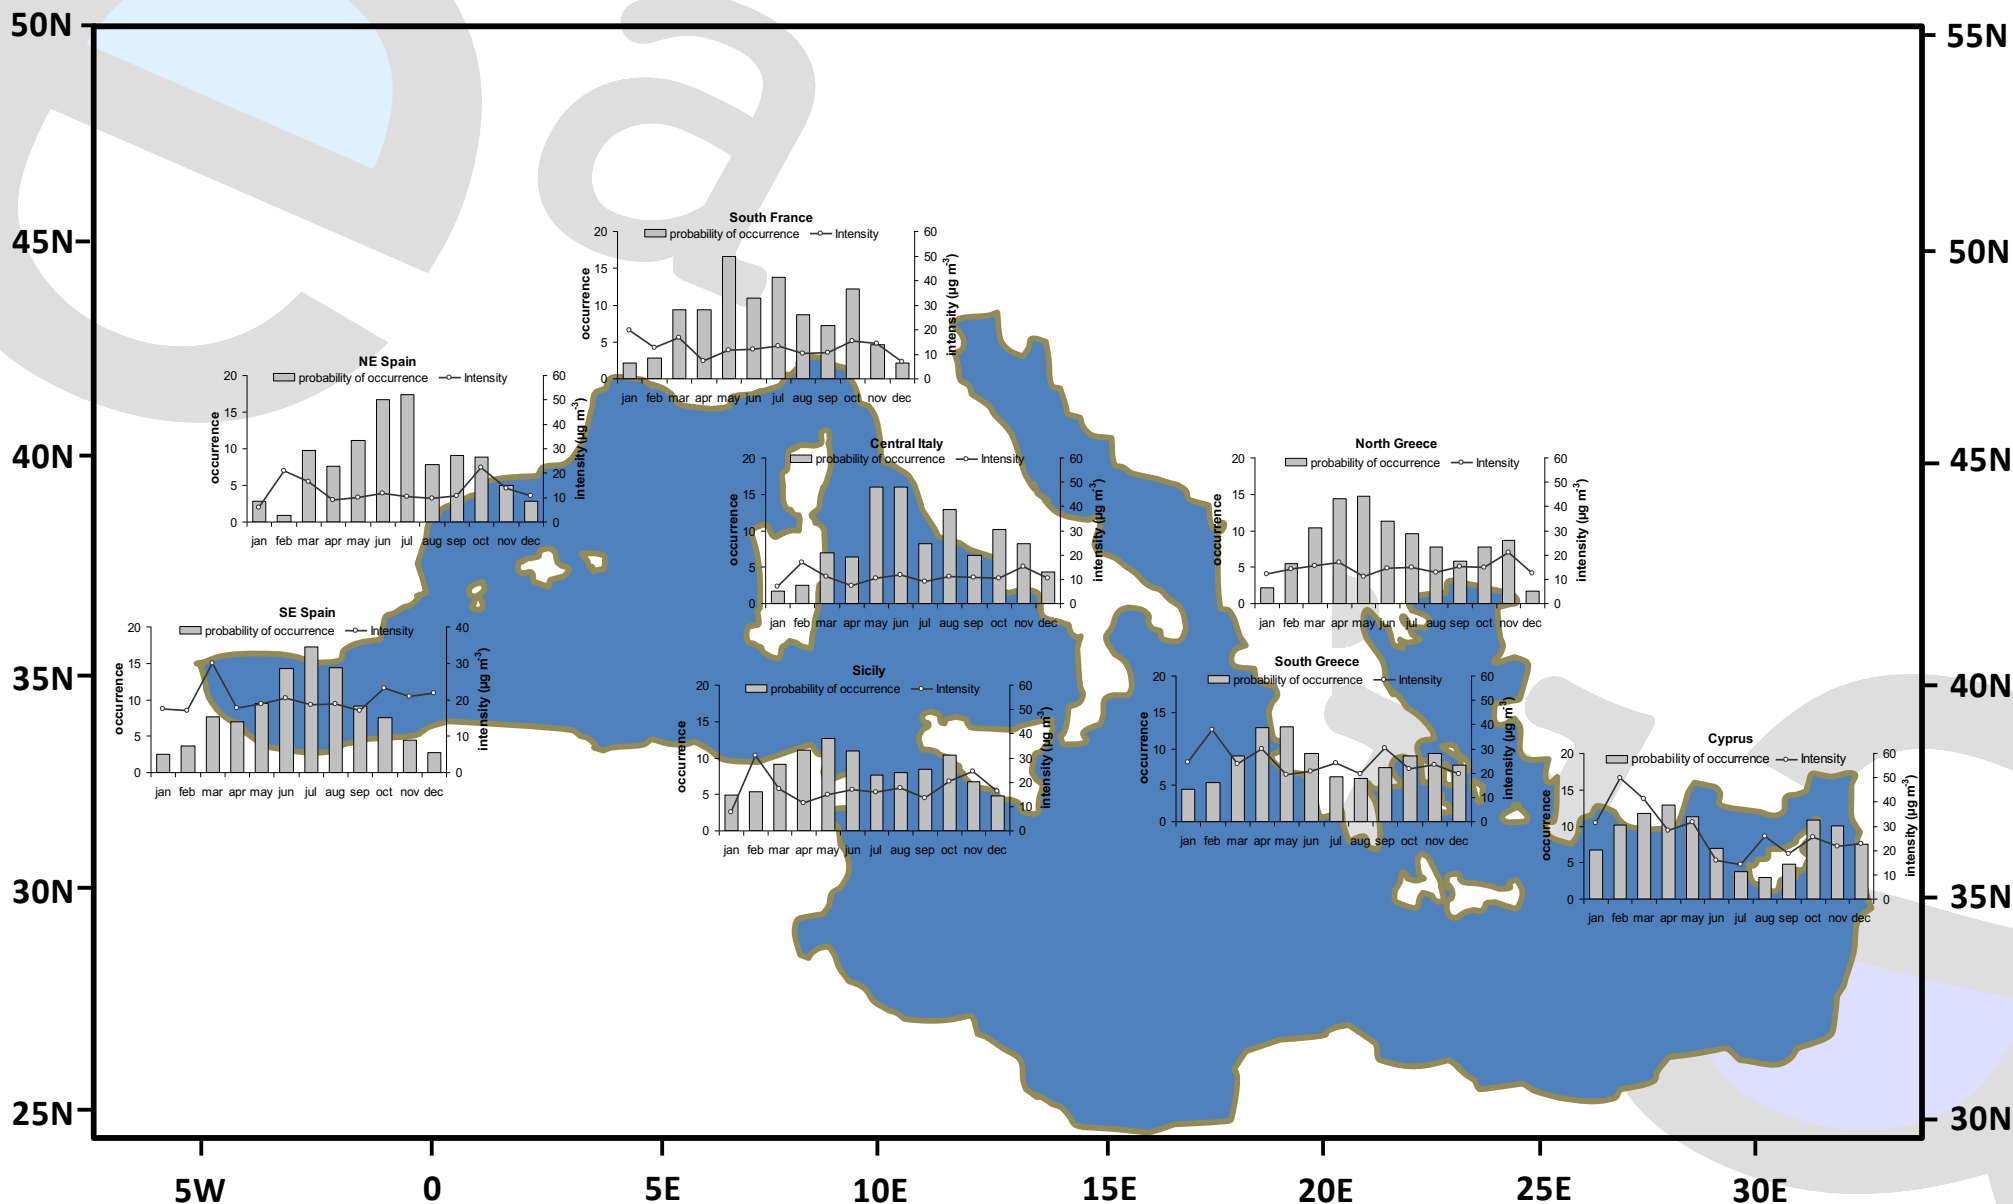 50N
55N
45N
50N
40N
45N
35N
40N
30N
35N
25N
30N
5W 0 5E 10E 15E 20E 25E 30E
South France
probability of occurrence Intensity
occurrence
intensity (µg m-3)
20 15 10 5 0
60 50 40 30 20 10 0
jan feb mar apr may jun jul aug sep oct nov dec
NE Spain
probability of occurrence Intensity
occurrence
intensity (µg m-3)
20 15 10 5 0
60 50 40 30 20 10 0
jan feb mar apr may jun jul aug sep oct nov dec
Central Italy
probability of occurrence Intensity
occurrence
intensity (µg m-3)
20 15 10 5 0
60 50 40 30 20 10 0
jan feb mar apr may jun jul aug sep oct nov dec
North Greece
probability of occurrence Intensity
occurrence
intensity (µg m-3)
20 15 10 5 0
60 50 40 30 20 10 0
jan feb mar apr may jun jul aug sep oct nov dec
SE Spain
probability of occurrence Intensity
occurrence
intensity (µg m-3)
20 15 10 5 0
40 30 20 10 0
jan feb mar apr may jun jul aug sep oct nov dec
Sicily
probability of occurrence Intensity
occurrence
intensity (µg m-3)
20 15 10 5 0
60 50 40 30 20 10 0
jan feb mar apr may jun jul aug sep oct nov dec
South Greece
probability of occurrence Intensity
occurrence
intensity (µg m-3)
20 15 10 5 0
60 50 40 30 20 10 0
jan feb mar apr may jun jul aug sep oct nov dec
Cyprus
probability of occurrence Intensity
occurrence
intensity (µg m-3)
20 15 10 5 0
60 50 40 30 20 10 0
jan feb mar apr may jun jul aug sep oct nov dec